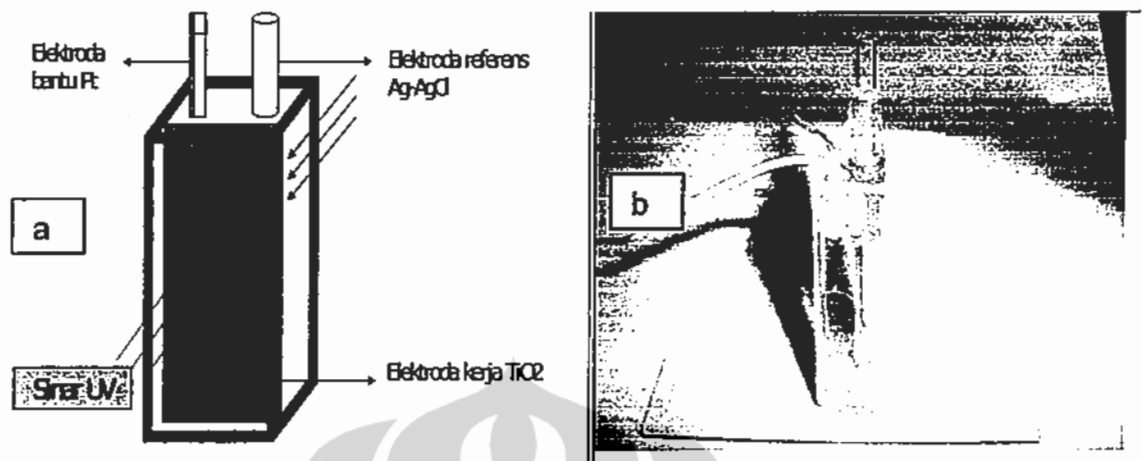 Elektroda
bantu Pt
Elektroda referens
Ag-AgCl
a
b
Sinar UV
Elektroda kerja TiO2